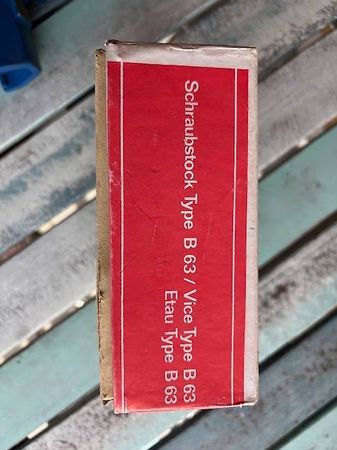 Schraubstock Type B 63 / Vice Type B 63
Etau Type B 63